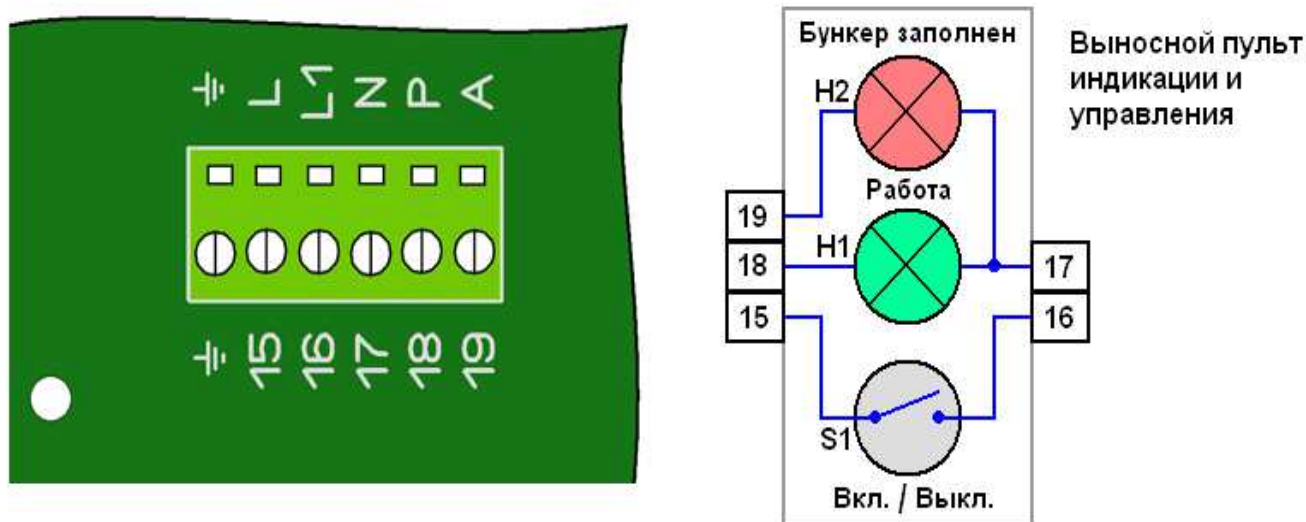 L L1 N P A
15 16 17 18 19
Бункер заполнен
H2
Работа
19
H1
18
17
15
16
S1
Вкл. / Выкл.
Выносной пульт
индикации и
управления